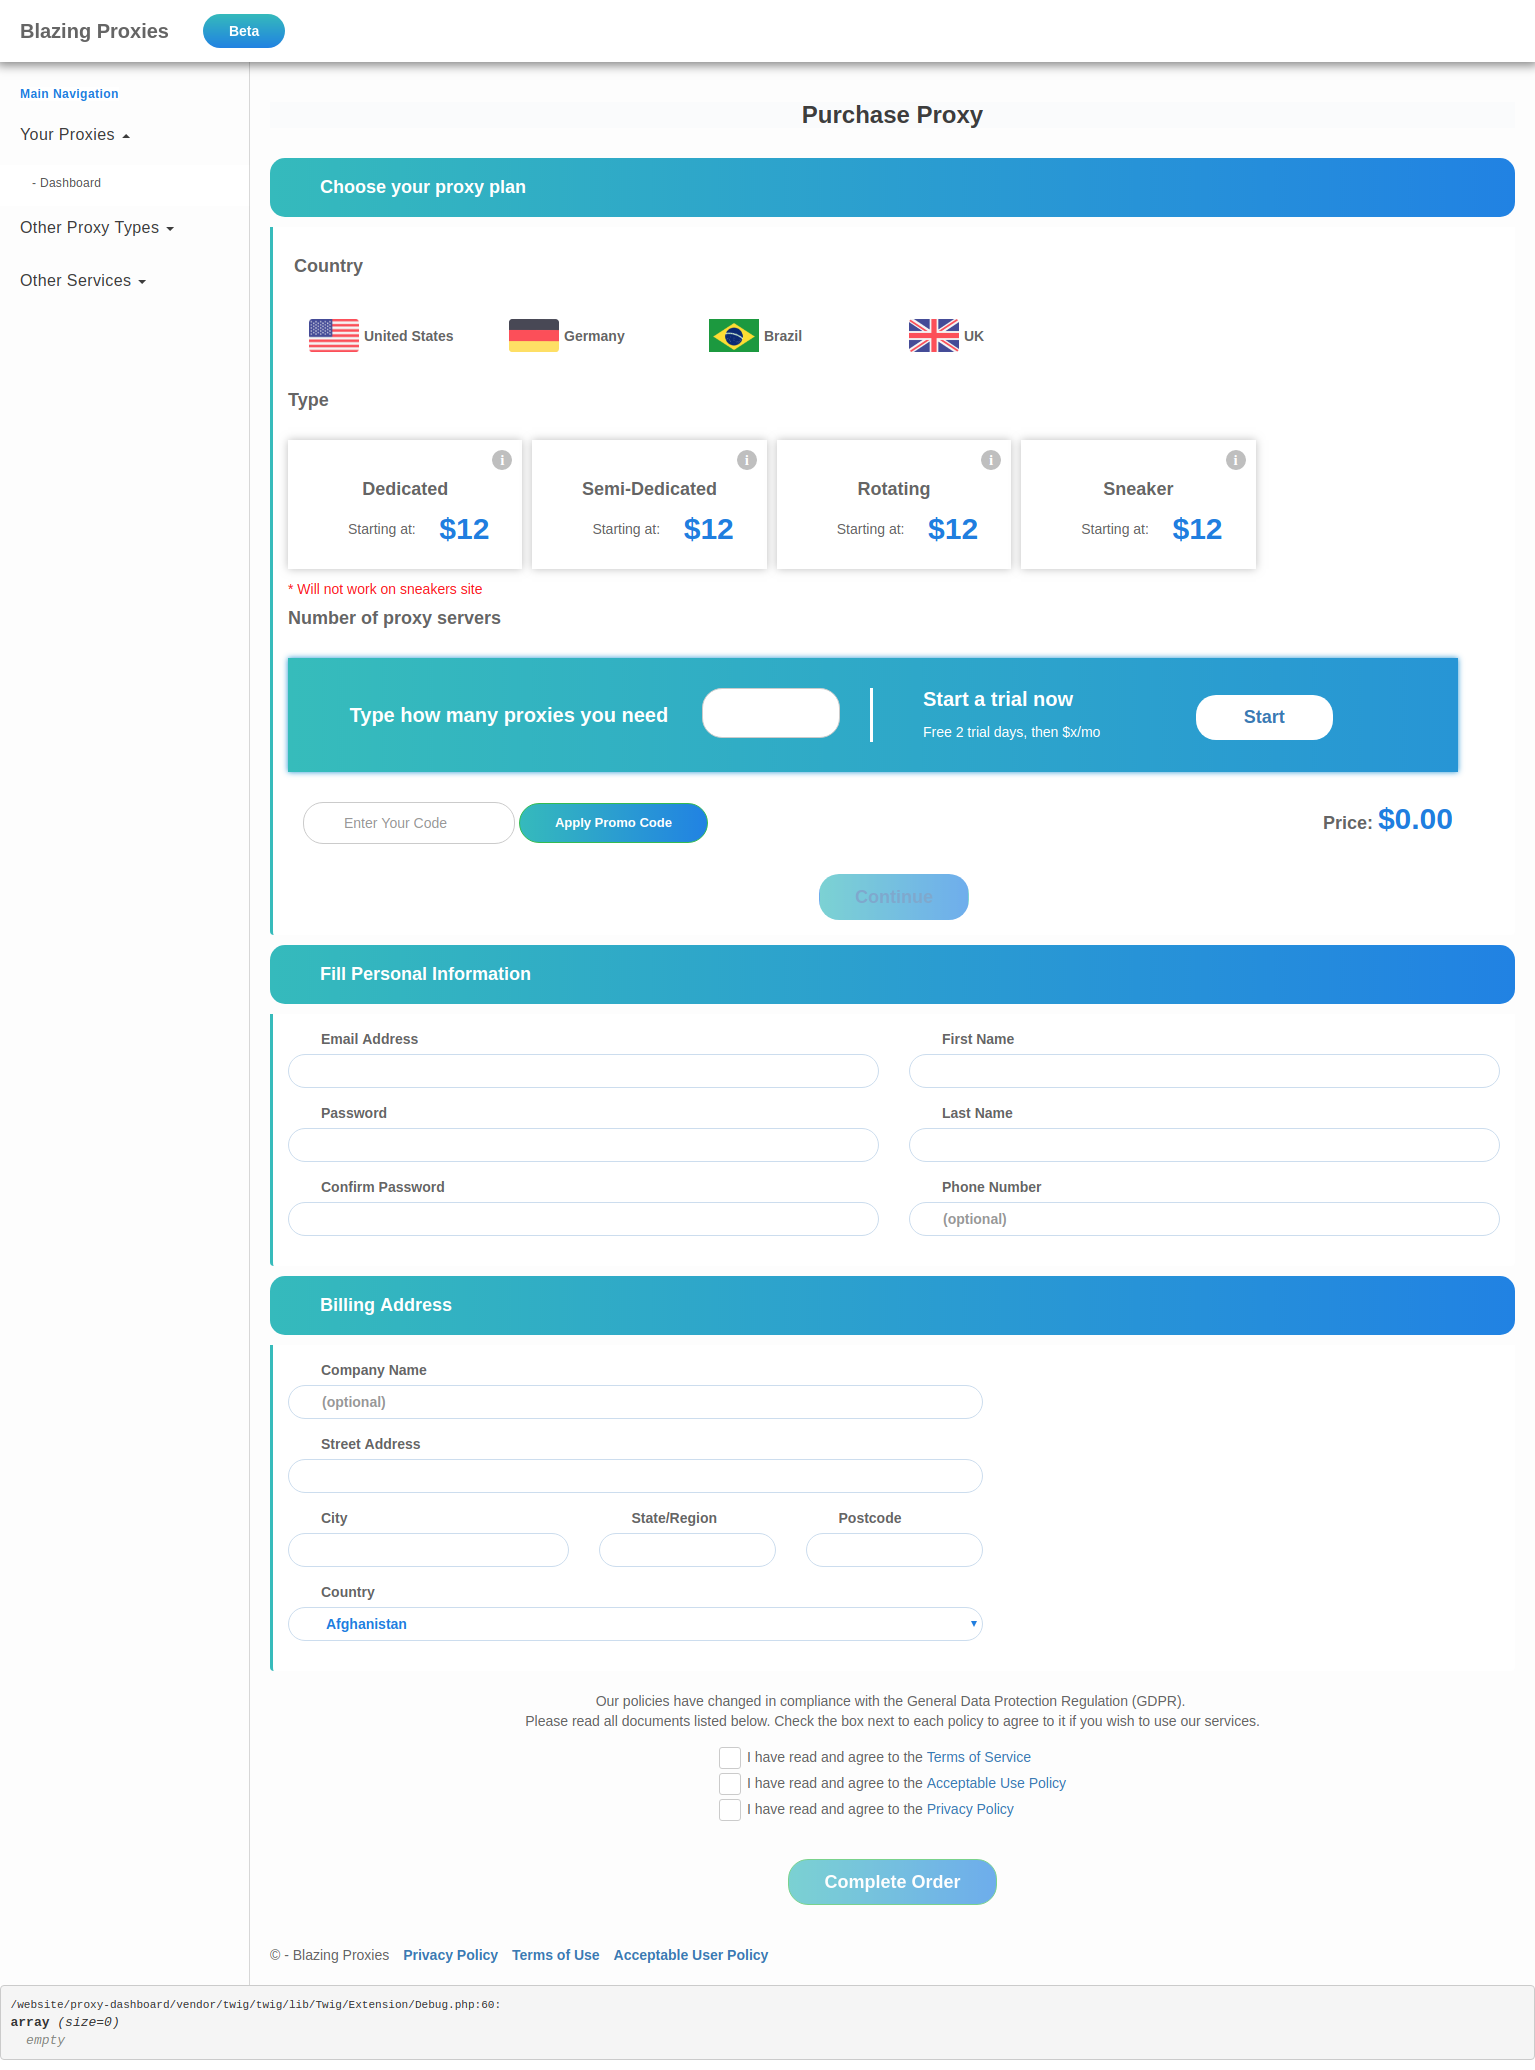 Blazing Proxies
Beta
Main Navigation
Your Proxies
- Dashboard
Other Proxy Types
Other Services
Purchase Proxy
Choose your proxy plan
Country
United States
Germany
Brazil
UK
Type
i
Dedicated
Starting at: $12
i
Semi-Dedicated
Starting at: $12
i
Rotating
Starting at: $12
i
Sneaker
Starting at: $12
* Will not work on sneakers site
Number of proxy servers
Type how many proxies you need
Start a trial now
Free 2 trial days, then $x/mo
Start
Enter Your Code
Apply Promo Code
Price: $0.00
Continue
Fill Personal Information
Email Address
First Name
Password
Last Name
Confirm Password
Phone Number
(optional)
Billing Address
Company Name
(optional)
Street Address
City
State/Region
Postcode
Country
Afghanistan
Our policies have changed in compliance with the General Data Protection Regulation (GDPR).
Please read all documents listed below. Check the box next to each policy to agree to it if you wish to use our services.
I have read and agree to the Terms of Service
I have read and agree to the Acceptable Use Policy
I have read and agree to the Privacy Policy
Complete Order
© - Blazing Proxies Privacy Policy Terms of Use Acceptable User Policy
/website/proxy-dashboard/vendor/twig/twig/lib/Twig/Extension/Debug.php:60:
array (size=0)
empty